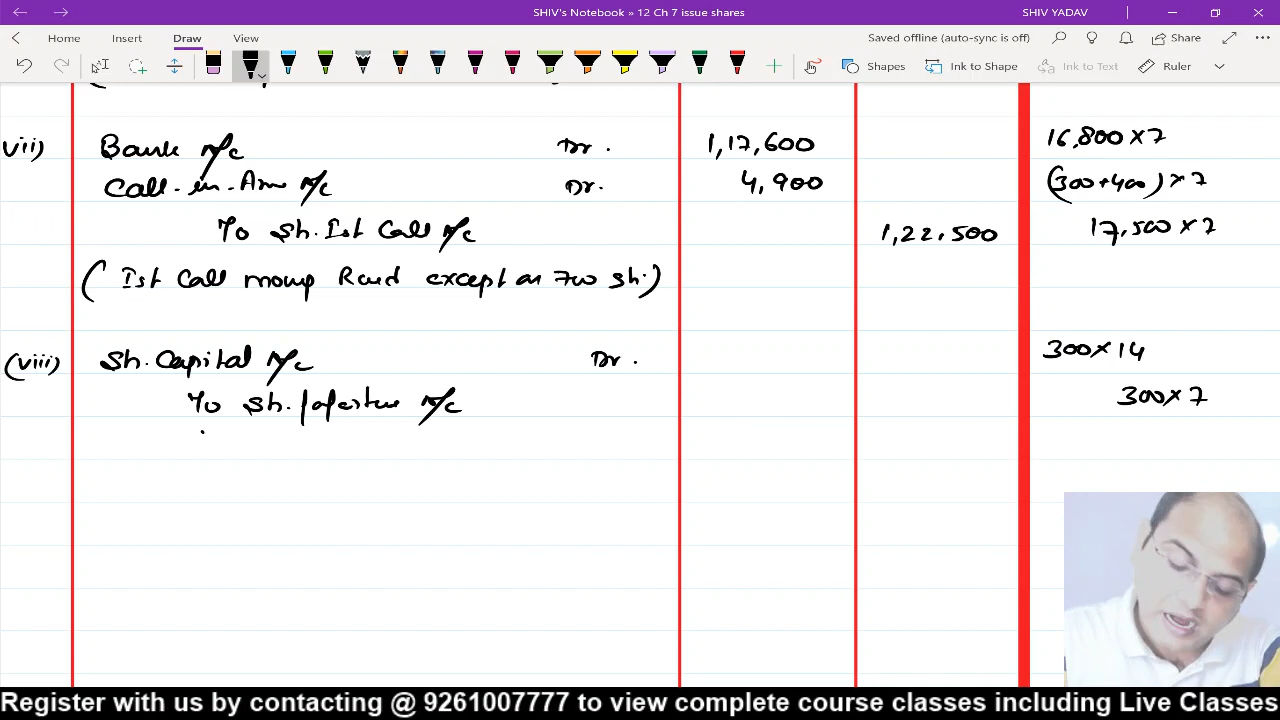 SHIV's Notebook » 12 Ch 7 issue shares
SHIV YADAV
Home Insert Draw View
Saved offline (auto-sync is off)
Share
Shapes
Ink to Shape
Ink to Text
Ruler
vii) Bank A/c Dr. 1,17,600 16,800 × 7
Call-in-Arr A/c Dr. 4,900 (300+400) × 7
To Sh. Ist Call A/c 1,22,500 17,500 × 7
( Ist Call money Recd except on 700 Sh.)
(viii) Sh. Capital A/c Dr. 300 × 14
To Sh. forfeiture A/c 300 × 7
Register with us by contacting @ 9261007777 to view complete course classes including Live Classes